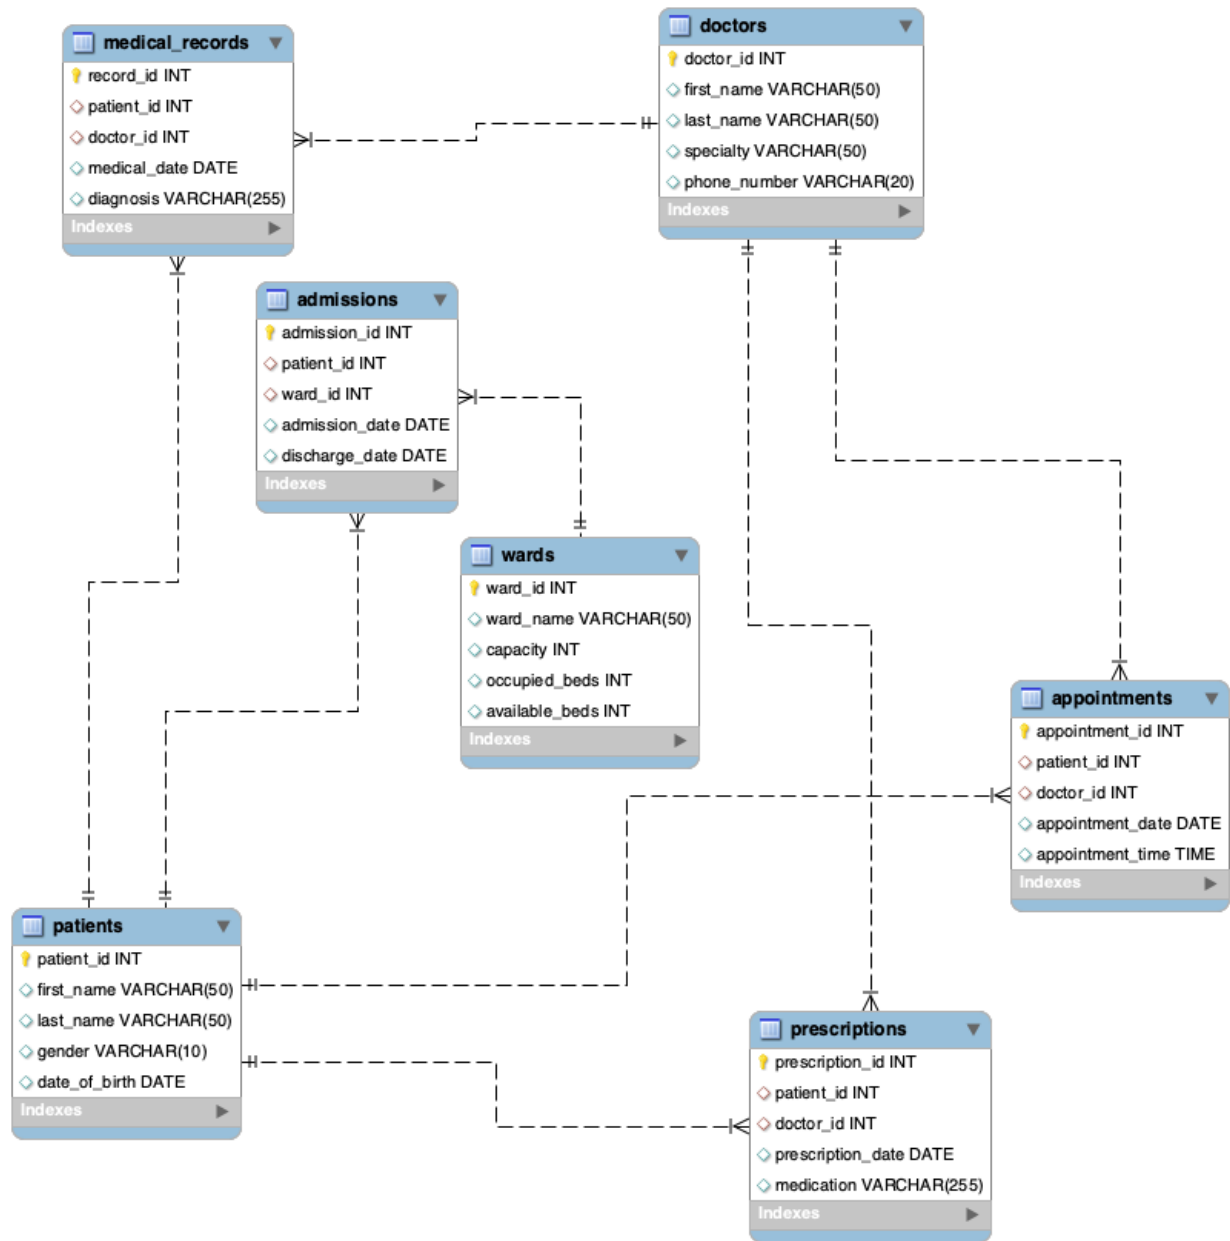 medical_records
record_id INT
patient_id INT
doctor_id INT
medical_date DATE
diagnosis VARCHAR(255)
Indexes
doctors
doctor_id INT
first_name VARCHAR(50)
last_name VARCHAR(50)
specialty VARCHAR(50)
phone_number VARCHAR(20)
Indexes
admissions
admission_id INT
patient_id INT
ward_id INT
admission_date DATE
discharge_date DATE
Indexes
wards
ward_id INT
ward_name VARCHAR(50)
capacity INT
occupied_beds INT
available_beds INT
Indexes
appointments
appointment_id INT
patient_id INT
doctor_id INT
appointment_date DATE
appointment_time TIME
Indexes
patients
patient_id INT
first_name VARCHAR(50)
last_name VARCHAR(50)
gender VARCHAR(10)
date_of_birth DATE
Indexes
prescriptions
prescription_id INT
patient_id INT
doctor_id INT
prescription_date DATE
medication VARCHAR(255)
Indexes